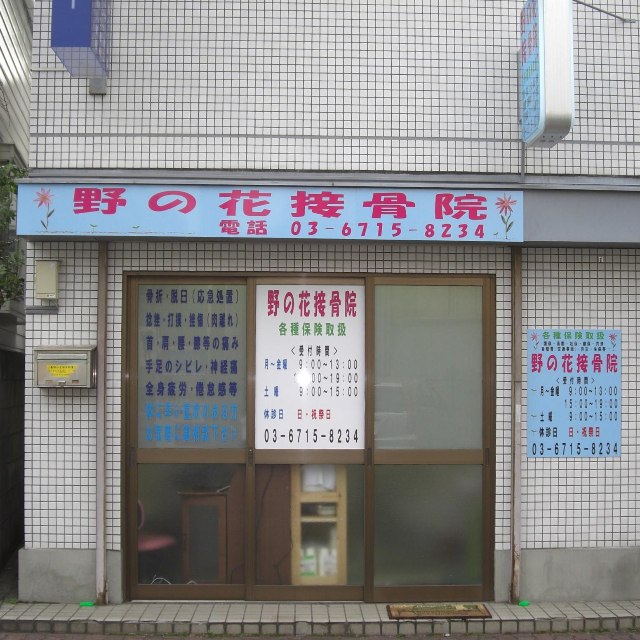 野の花接骨院
電話 03-6715-8234
骨折・脱臼(応急処置)
捻挫・打撲・挫傷(肉離れ)
首・肩・腰・膝等の痛み
手足のシビレ・神経痛
全身疲労・倦怠感等
野の花接骨院
各種保険取扱
<受付時間>
月~金曜 9:00~13:00
15:00~19:00
土曜 9:00~15:00
休診日 日・祝祭日
03-6715-8234
各種保険取扱
野の花接骨院
月~金曜 9:00~13:00
15:00~19:00
土曜 9:00~15:00
休診日 日・祝祭日
03-6715-8234